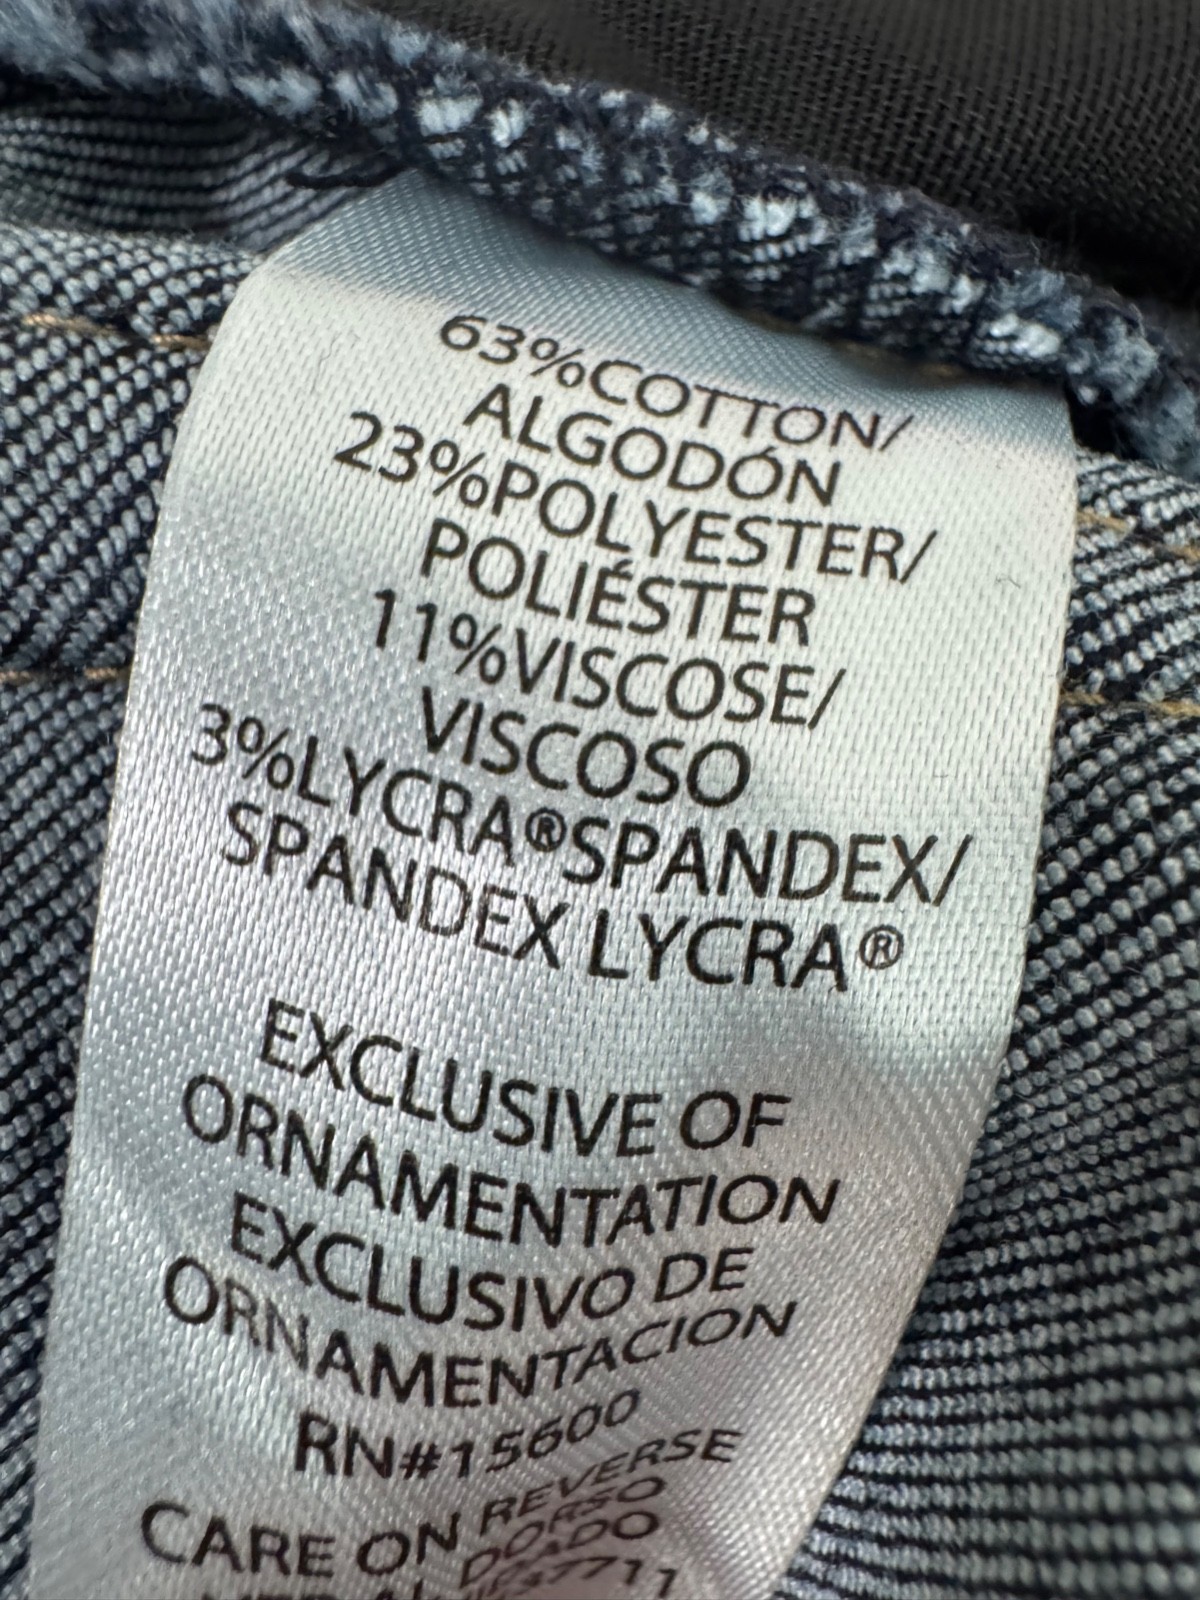 63%COTTON/
ALGODÓN
23%POLYESTER/
POLIÉSTER
11%VISCOSE/
VISCOSO
3%LYCRA®SPANDEX/
SPANDEX LYCRA®
EXCLUSIVE OF
ORNAMENTATION
EXCLUSIVO DE
ORNAMENTACION
RN#15600
CARE ON REVERSE
DORSO